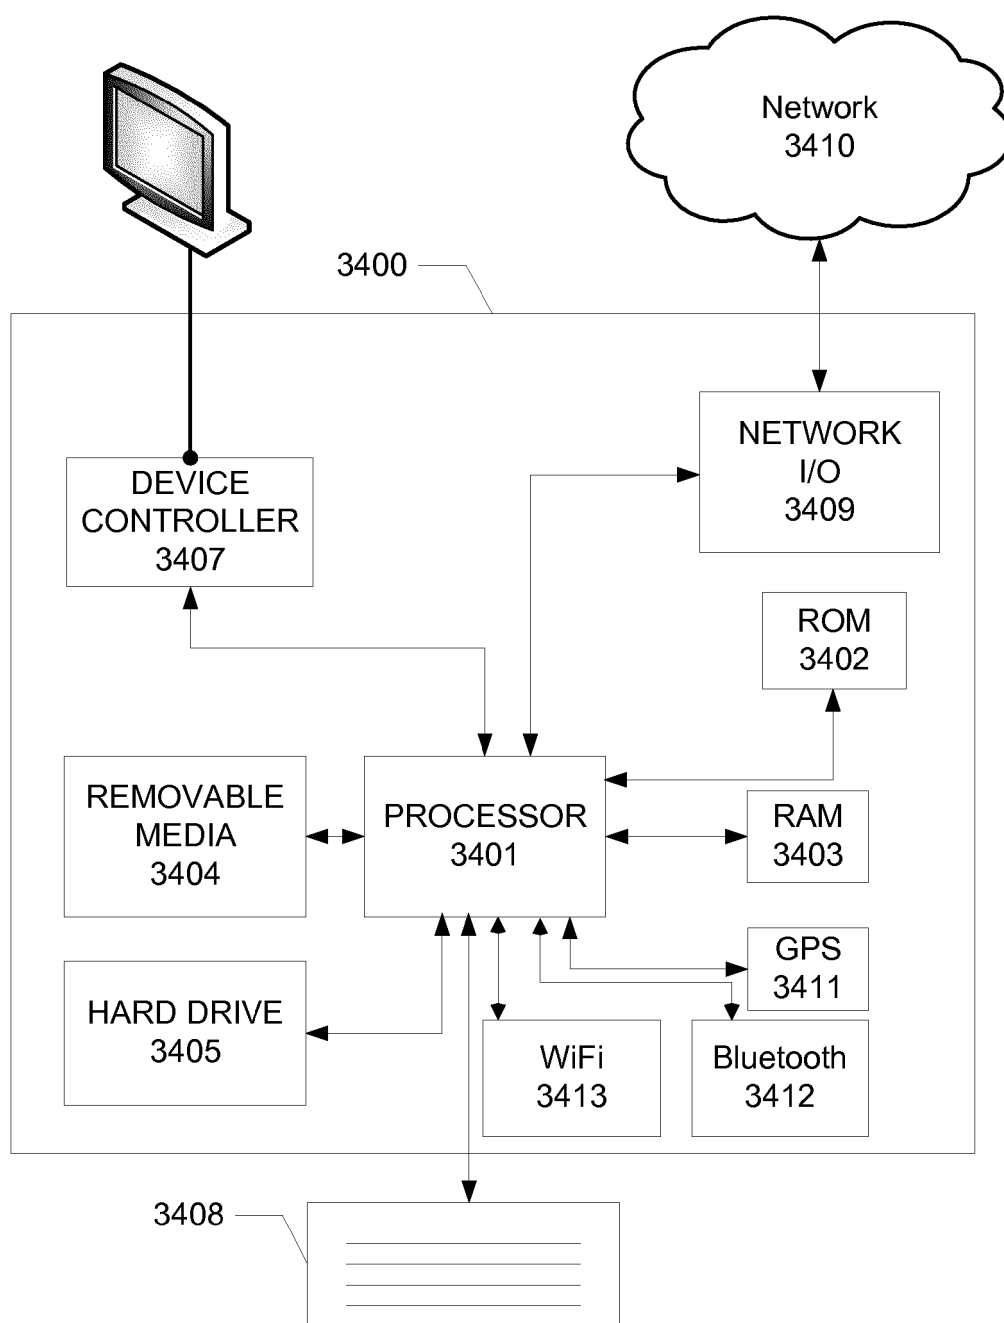 Network
3410
3400
NETWORK
I/O
3409
DEVICE
CONTROLLER
3407
ROM
3402
REMOVABLE
MEDIA
3404
PROCESSOR
3401
RAM
3403
GPS
3411
HARD DRIVE
3405
WiFi
3413
Bluetooth
3412
3408